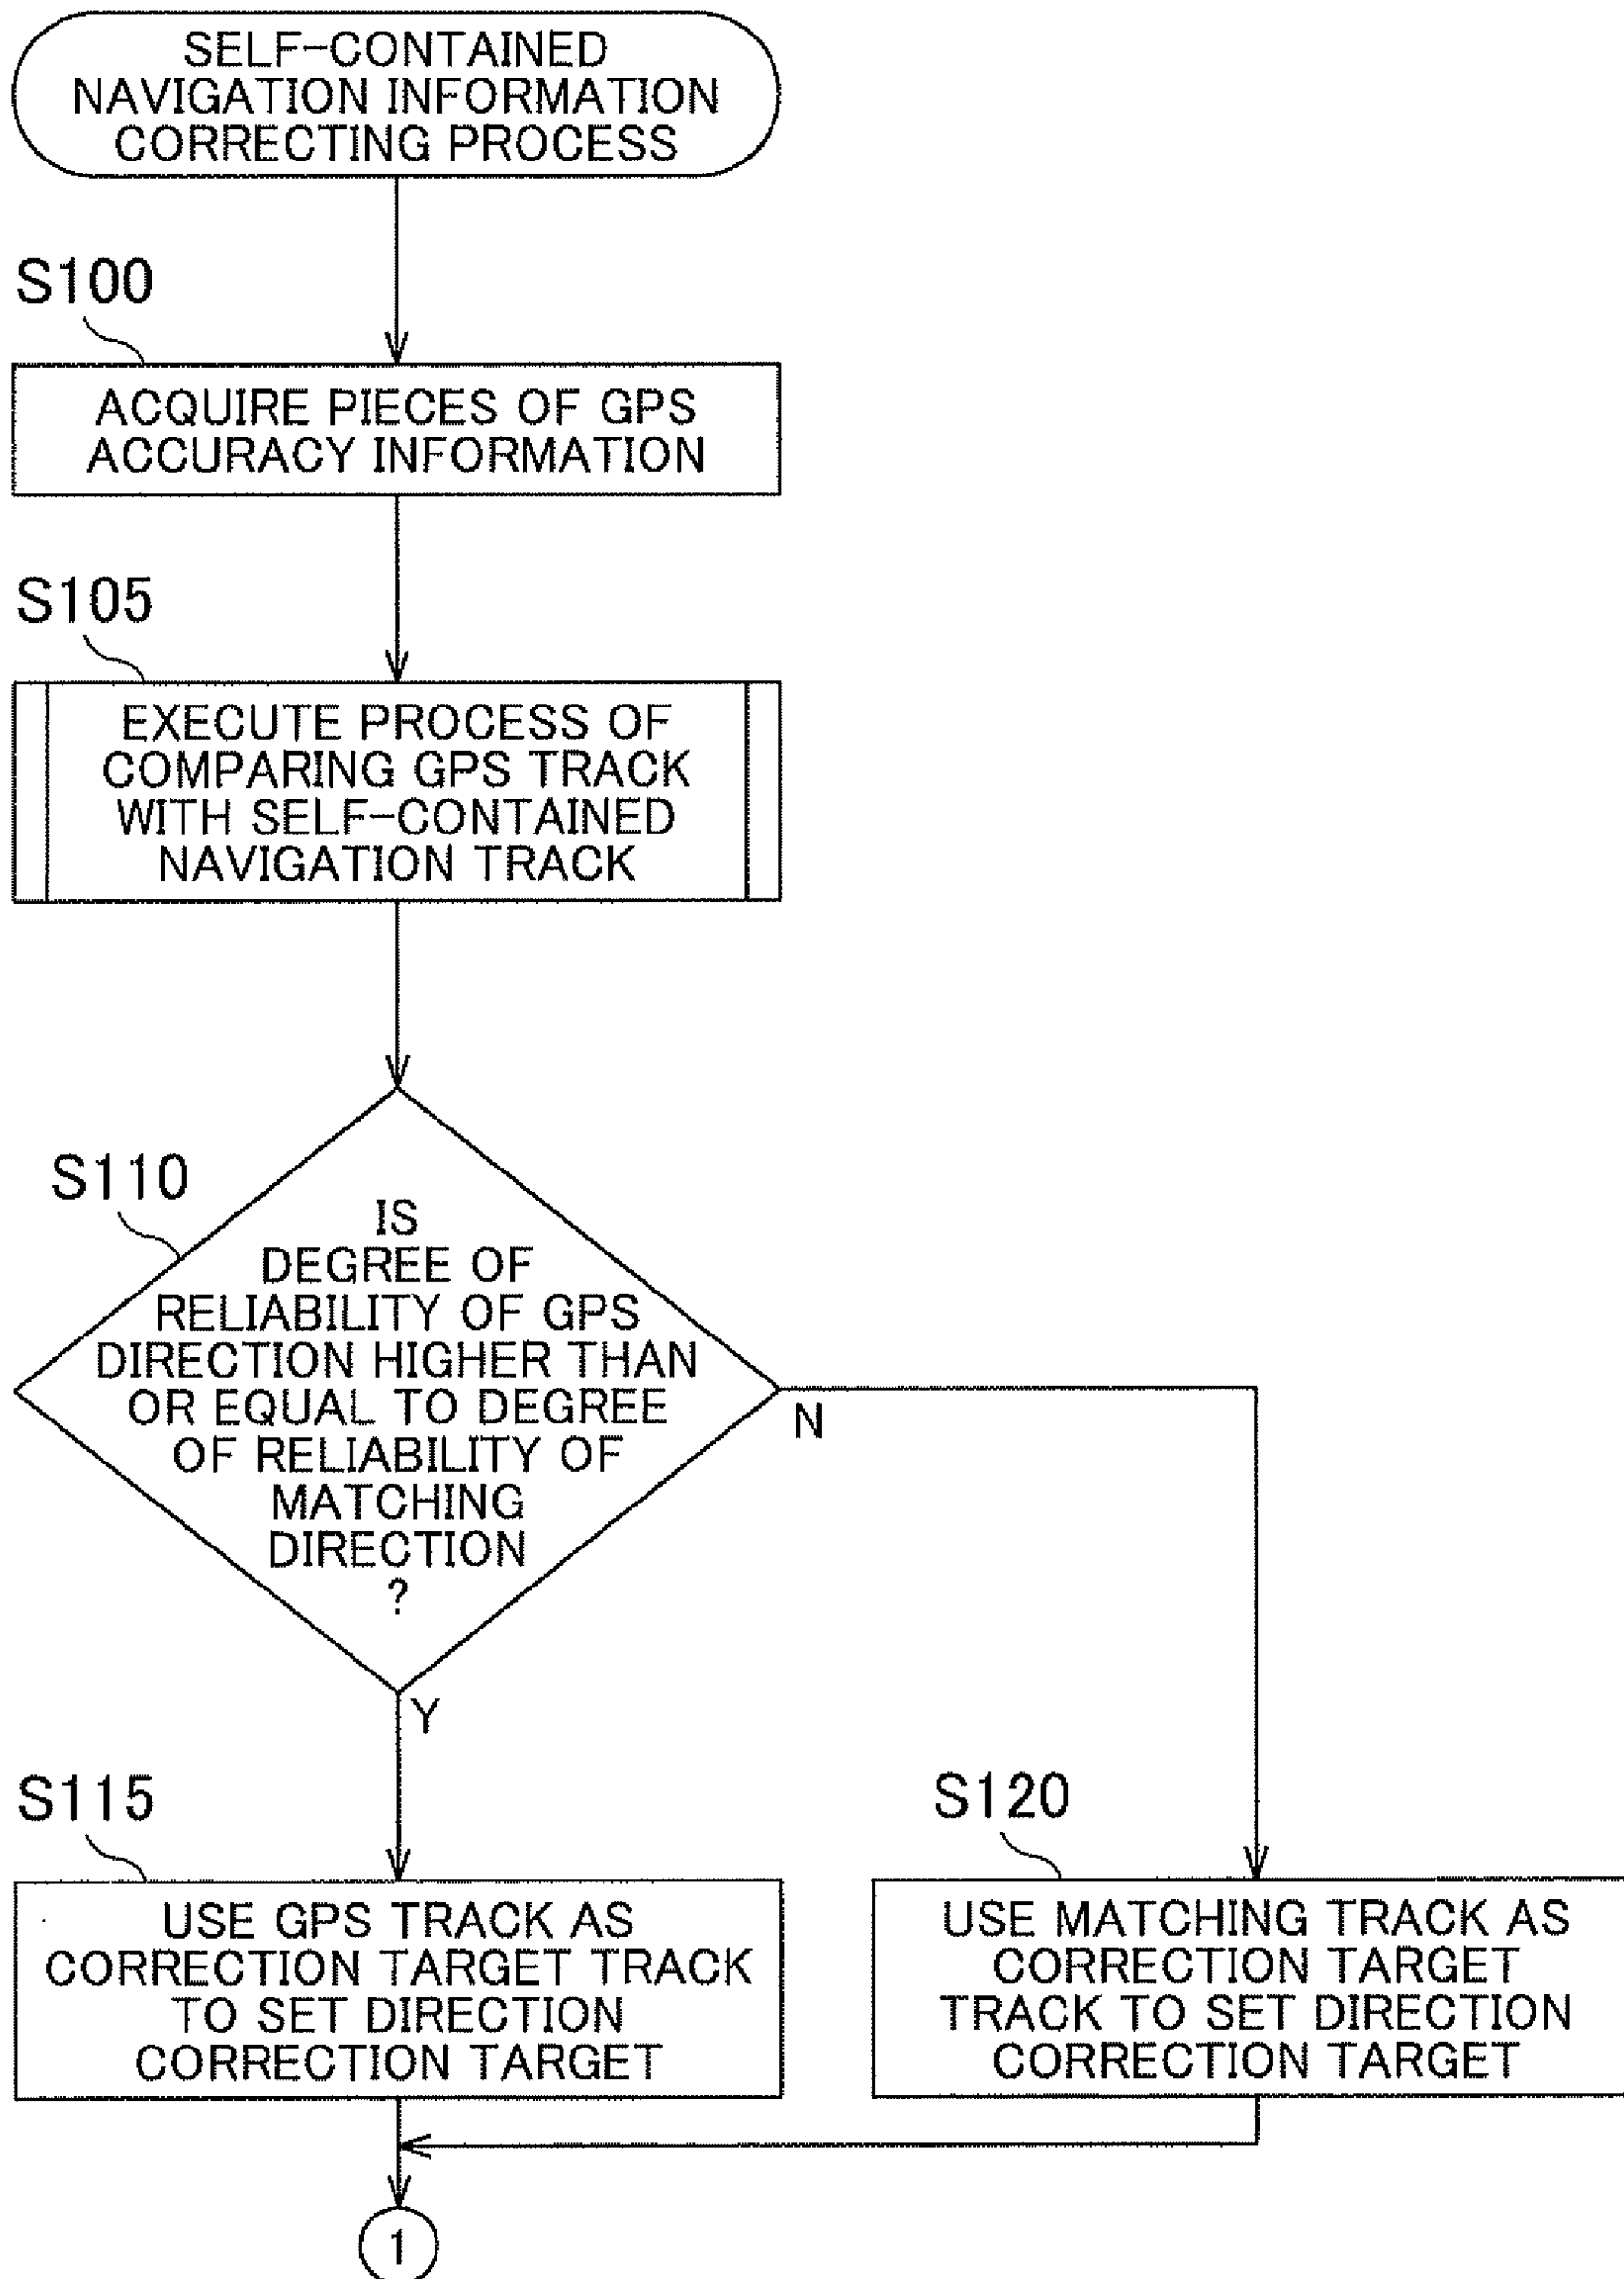 SELF-CONTAINED
NAVIGATION INFORMATION
CORRECTING PROCESS
S100
ACQUIRE PIECES OF GPS
ACCURACY INFORMATION
S105
EXECUTE PROCESS OF
COMPARING GPS TRACK
WITH SELF-CONTAINED
NAVIGATION TRACK
S110
IS
DEGREE OF
RELIABILITY OF GPS
DIRECTION HIGHER THAN
OR EQUAL TO DEGREE
OF RELIABILITY OF
MATCHING
DIRECTION
?
N
Y
S115
USE GPS TRACK AS
CORRECTION TARGET TRACK
TO SET DIRECTION
CORRECTION TARGET
S120
USE MATCHING TRACK AS
CORRECTION TARGET
TRACK TO SET DIRECTION
CORRECTION TARGET
1